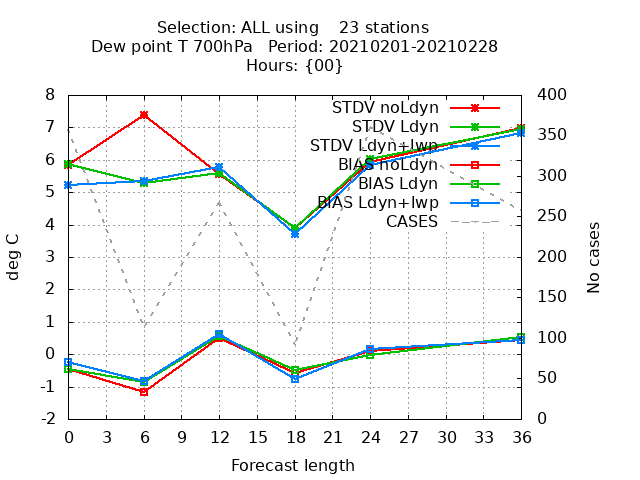 Selection: ALL using    23 stations
Dew point T 700hPa   Period: 20210201-20210228
Hours: {00}
8 400
7 350
6 300
5 250
4 200
3 150
2 100
1 50
0 0
-1
-2
STDV noLdyn
STDV Ldyn
STDV Ldyn+lwp
BIAS noLdyn
BIAS Ldyn
BIAS Ldyn+lwp
CASES
deg C
No cases
0 3 6 9 12 15 18 21 24 27 30 33 36
Forecast length